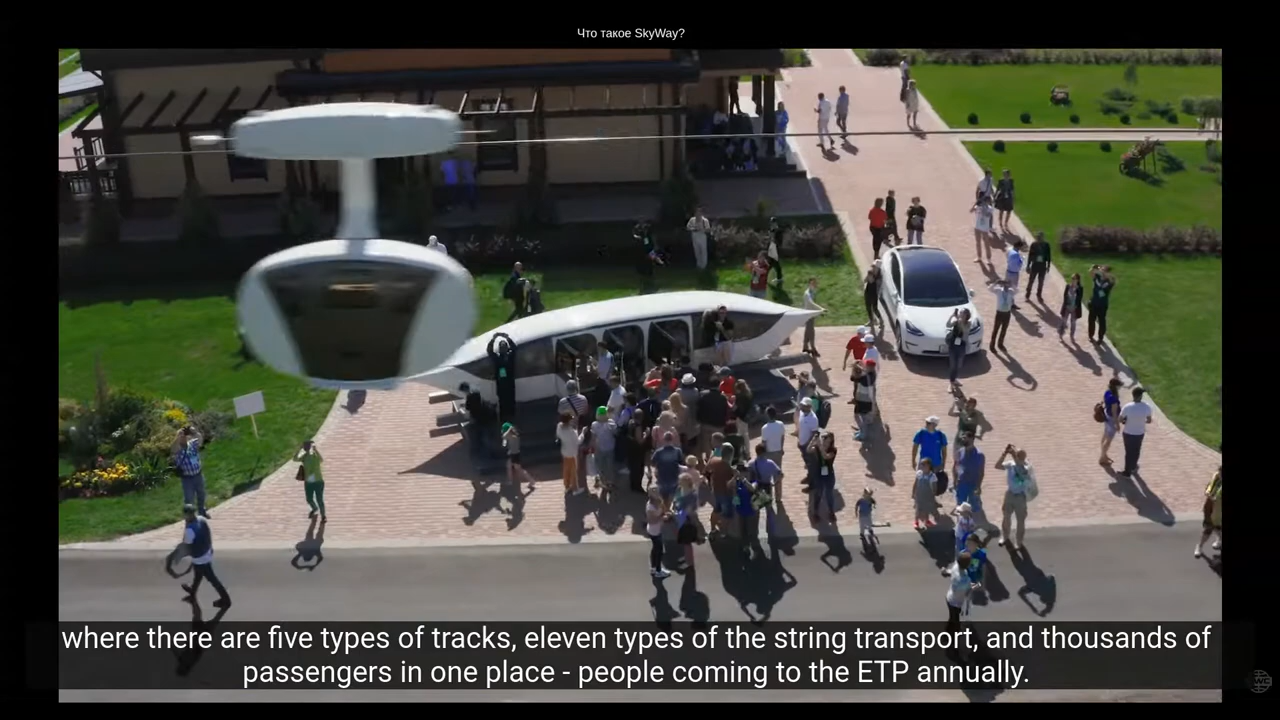 Что такое SkyWay?
where there are five types of tracks, eleven types of the string transport, and thousands of
passengers in one place - people coming to the ETP annually.